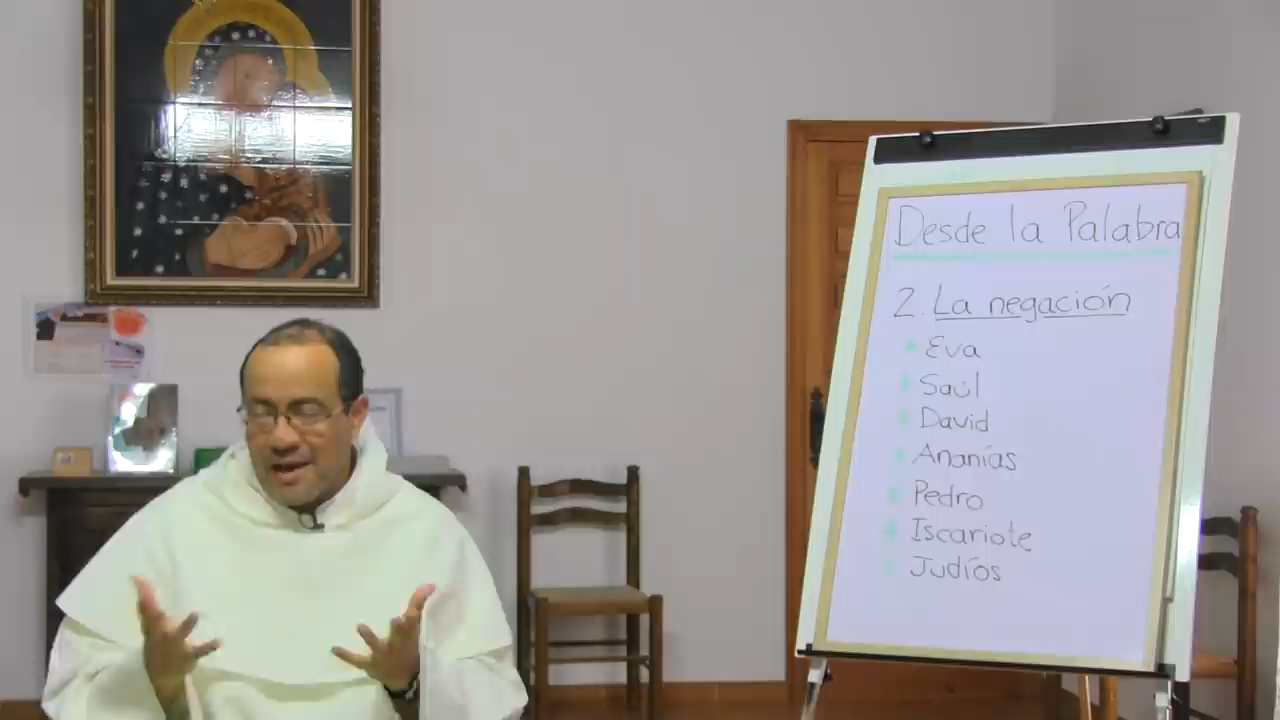 Desde la Palabra
2. La negación
Eva
Saúl
David
Ananías
Pedro
Iscariote
Judíos